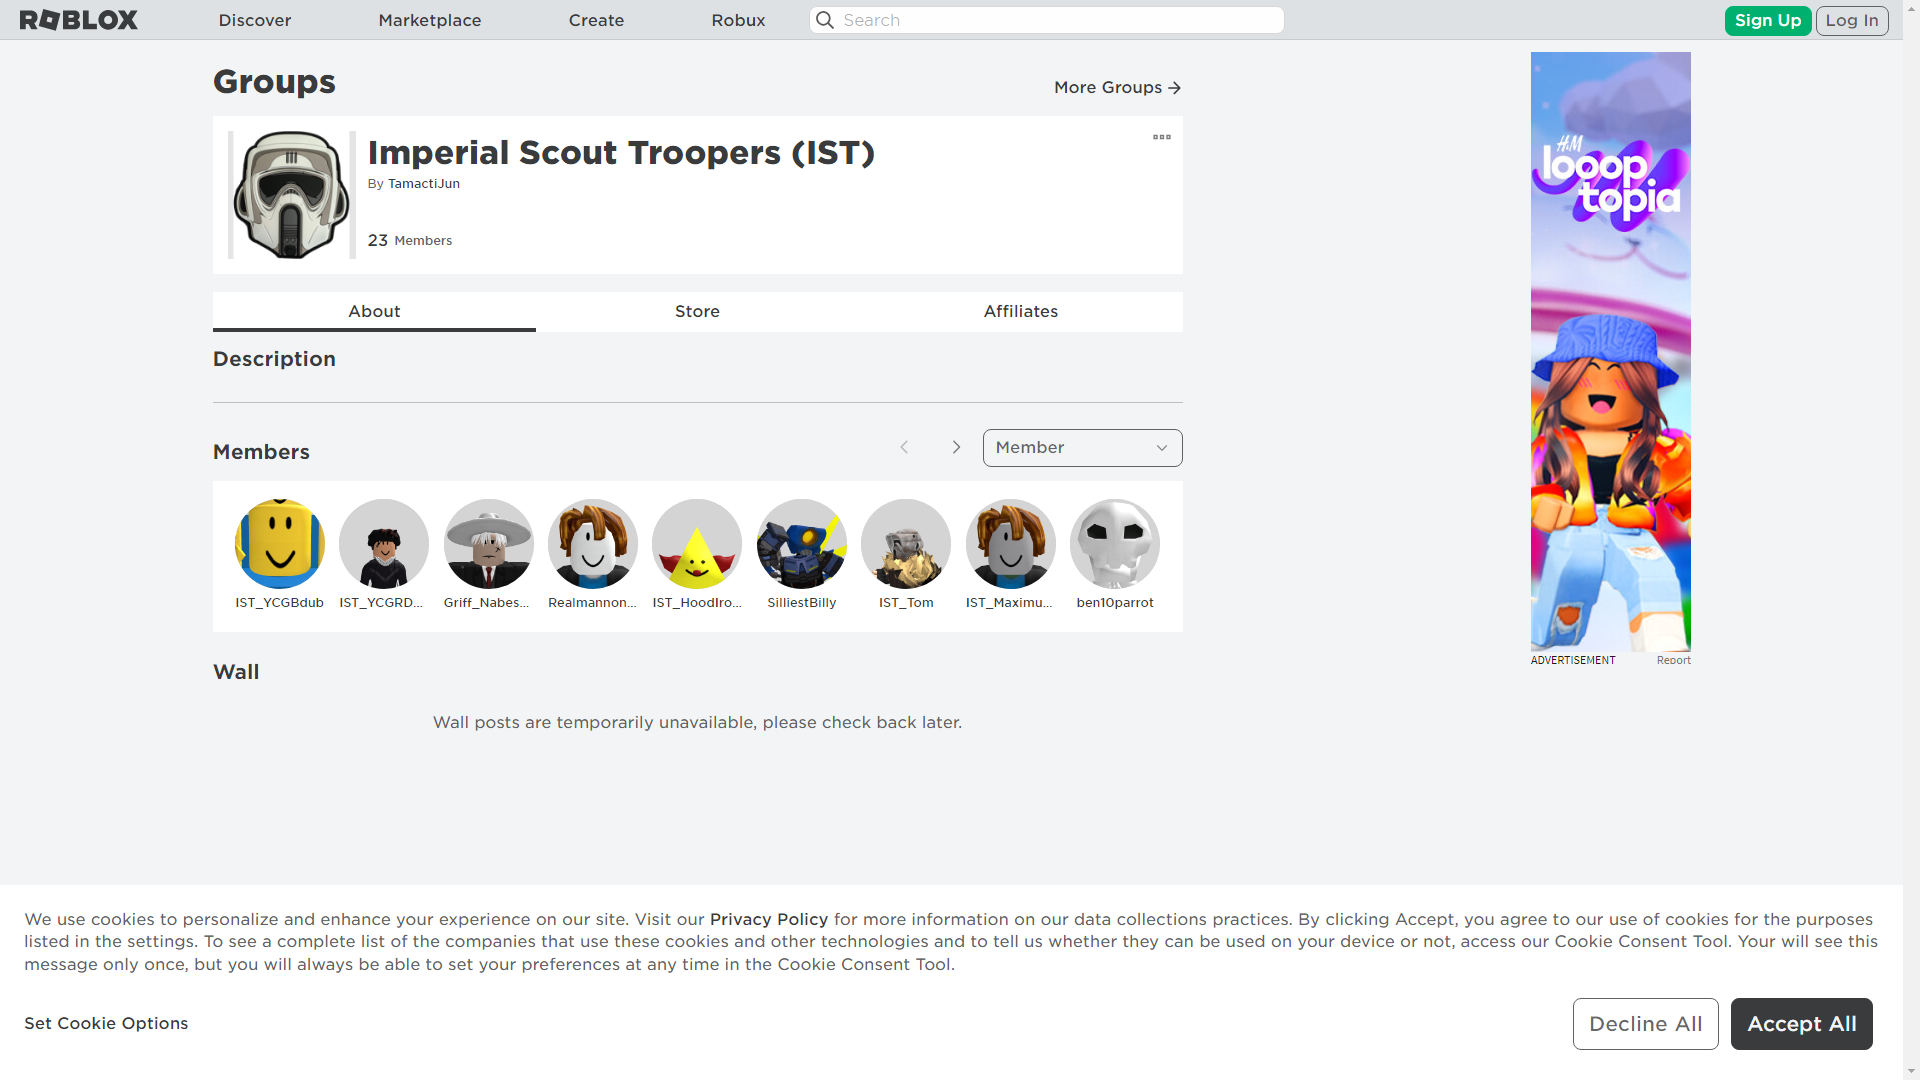 ROBLOX
Discover
Marketplace
Create
Robux
Search
Sign Up
Log In
Groups
More Groups
Imperial Scout Troopers (IST)
By TamactiJun
23 Members
About
Store
Affiliates
Description
Members
Member
IST_YCGBdub
IST_YCGRD...
Griff_Nabes...
Realmannon...
IST_HoodIro...
SilliestBilly
IST_Tom
IST_Maximu...
ben10parrot
Wall
Wall posts are temporarily unavailable, please check back later.
H&M
looop
topia
ADVERTISEMENT
Report
We use cookies to personalize and enhance your experience on our site. Visit our Privacy Policy for more information on our data collections practices. By clicking Accept, you agree to our use of cookies for the purposes
listed in the settings. To see a complete list of the companies that use these cookies and other technologies and to tell us whether they can be used on your device or not, access our Cookie Consent Tool. Your will see this
message only once, but you will always be able to set your preferences at any time in the Cookie Consent Tool.
Set Cookie Options
Decline All
Accept All